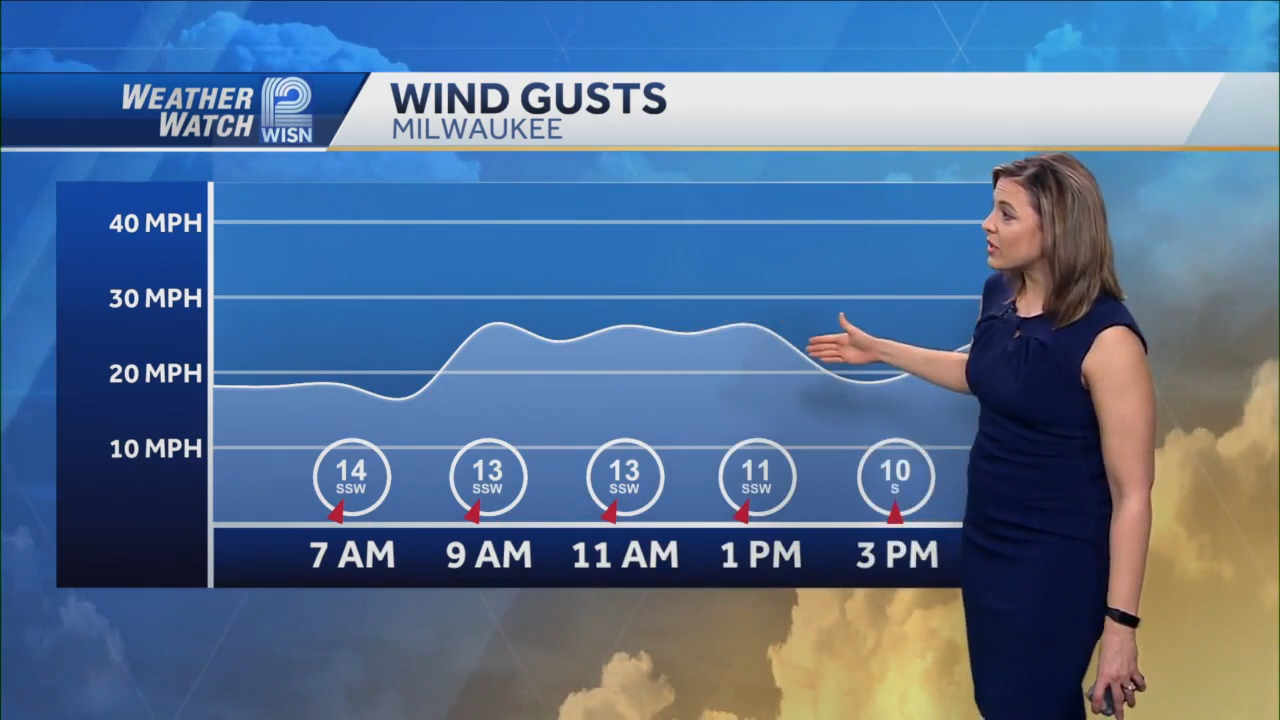 WEATHER
WATCH
12
WISN
WIND GUSTS
MILWAUKEE
40 MPH
30 MPH
20 MPH
10 MPH
14
SSW
13
SSW
13
SSW
11
SSW
10
S
7 AM
9 AM
11 AM
1 PM
3 PM